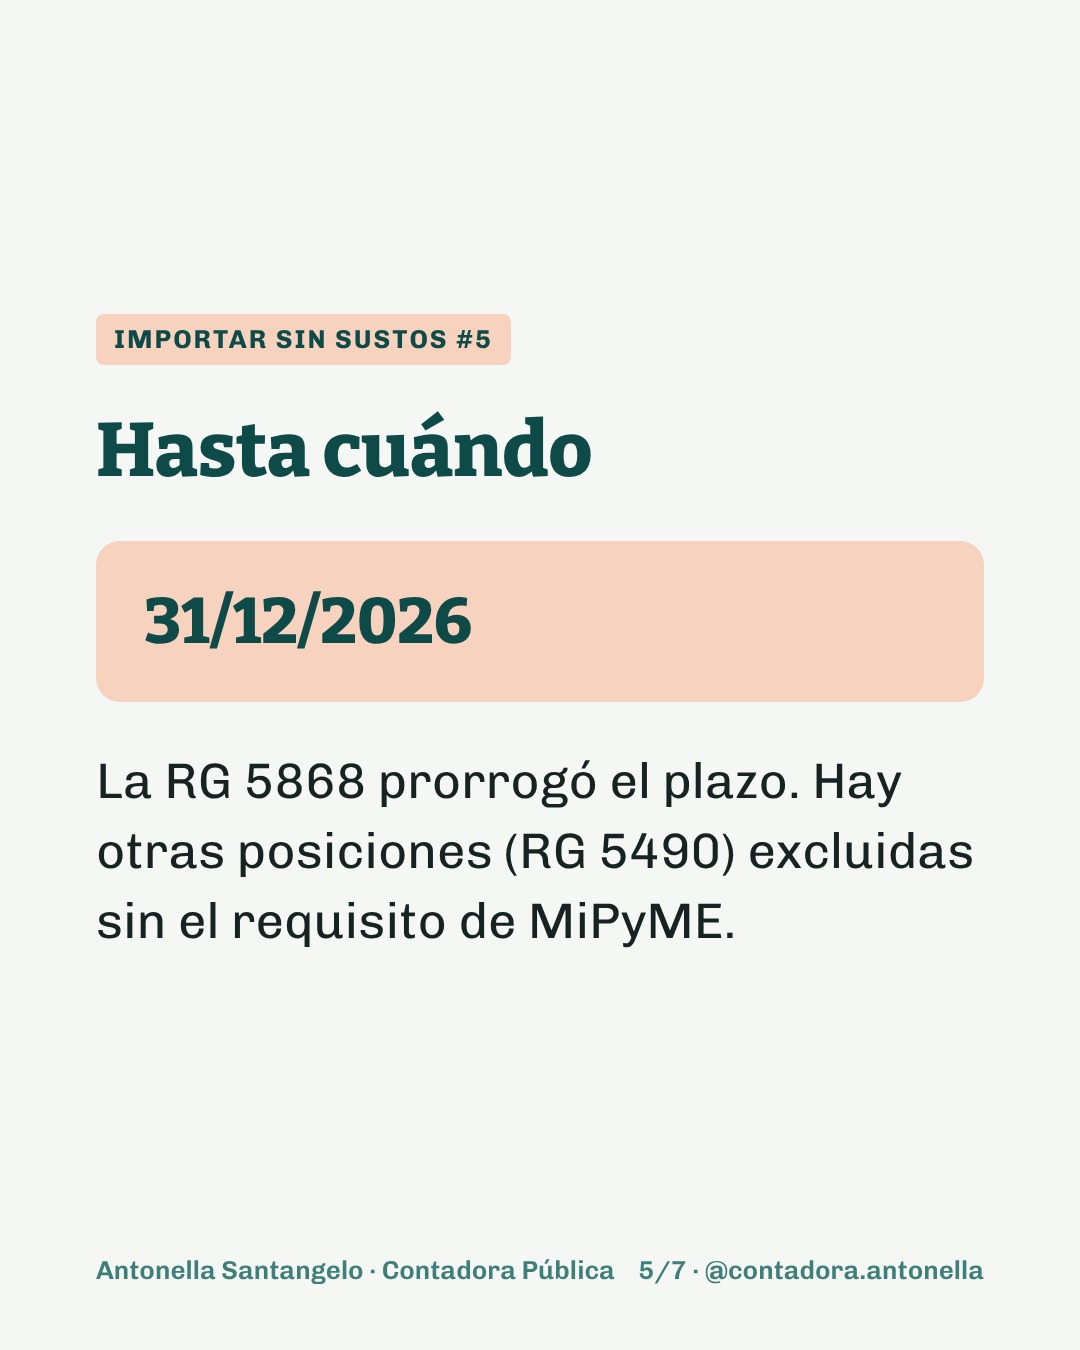 IMPORTAR SIN SUSTOS #5
Hasta cuándo
31/12/2026
La RG 5868 prorrogó el plazo. Hay
otras posiciones (RG 5490) excluidas
sin el requisito de MiPyME.
Antonella Santangelo · Contadora Pública 5/7 · @contadora.antonella